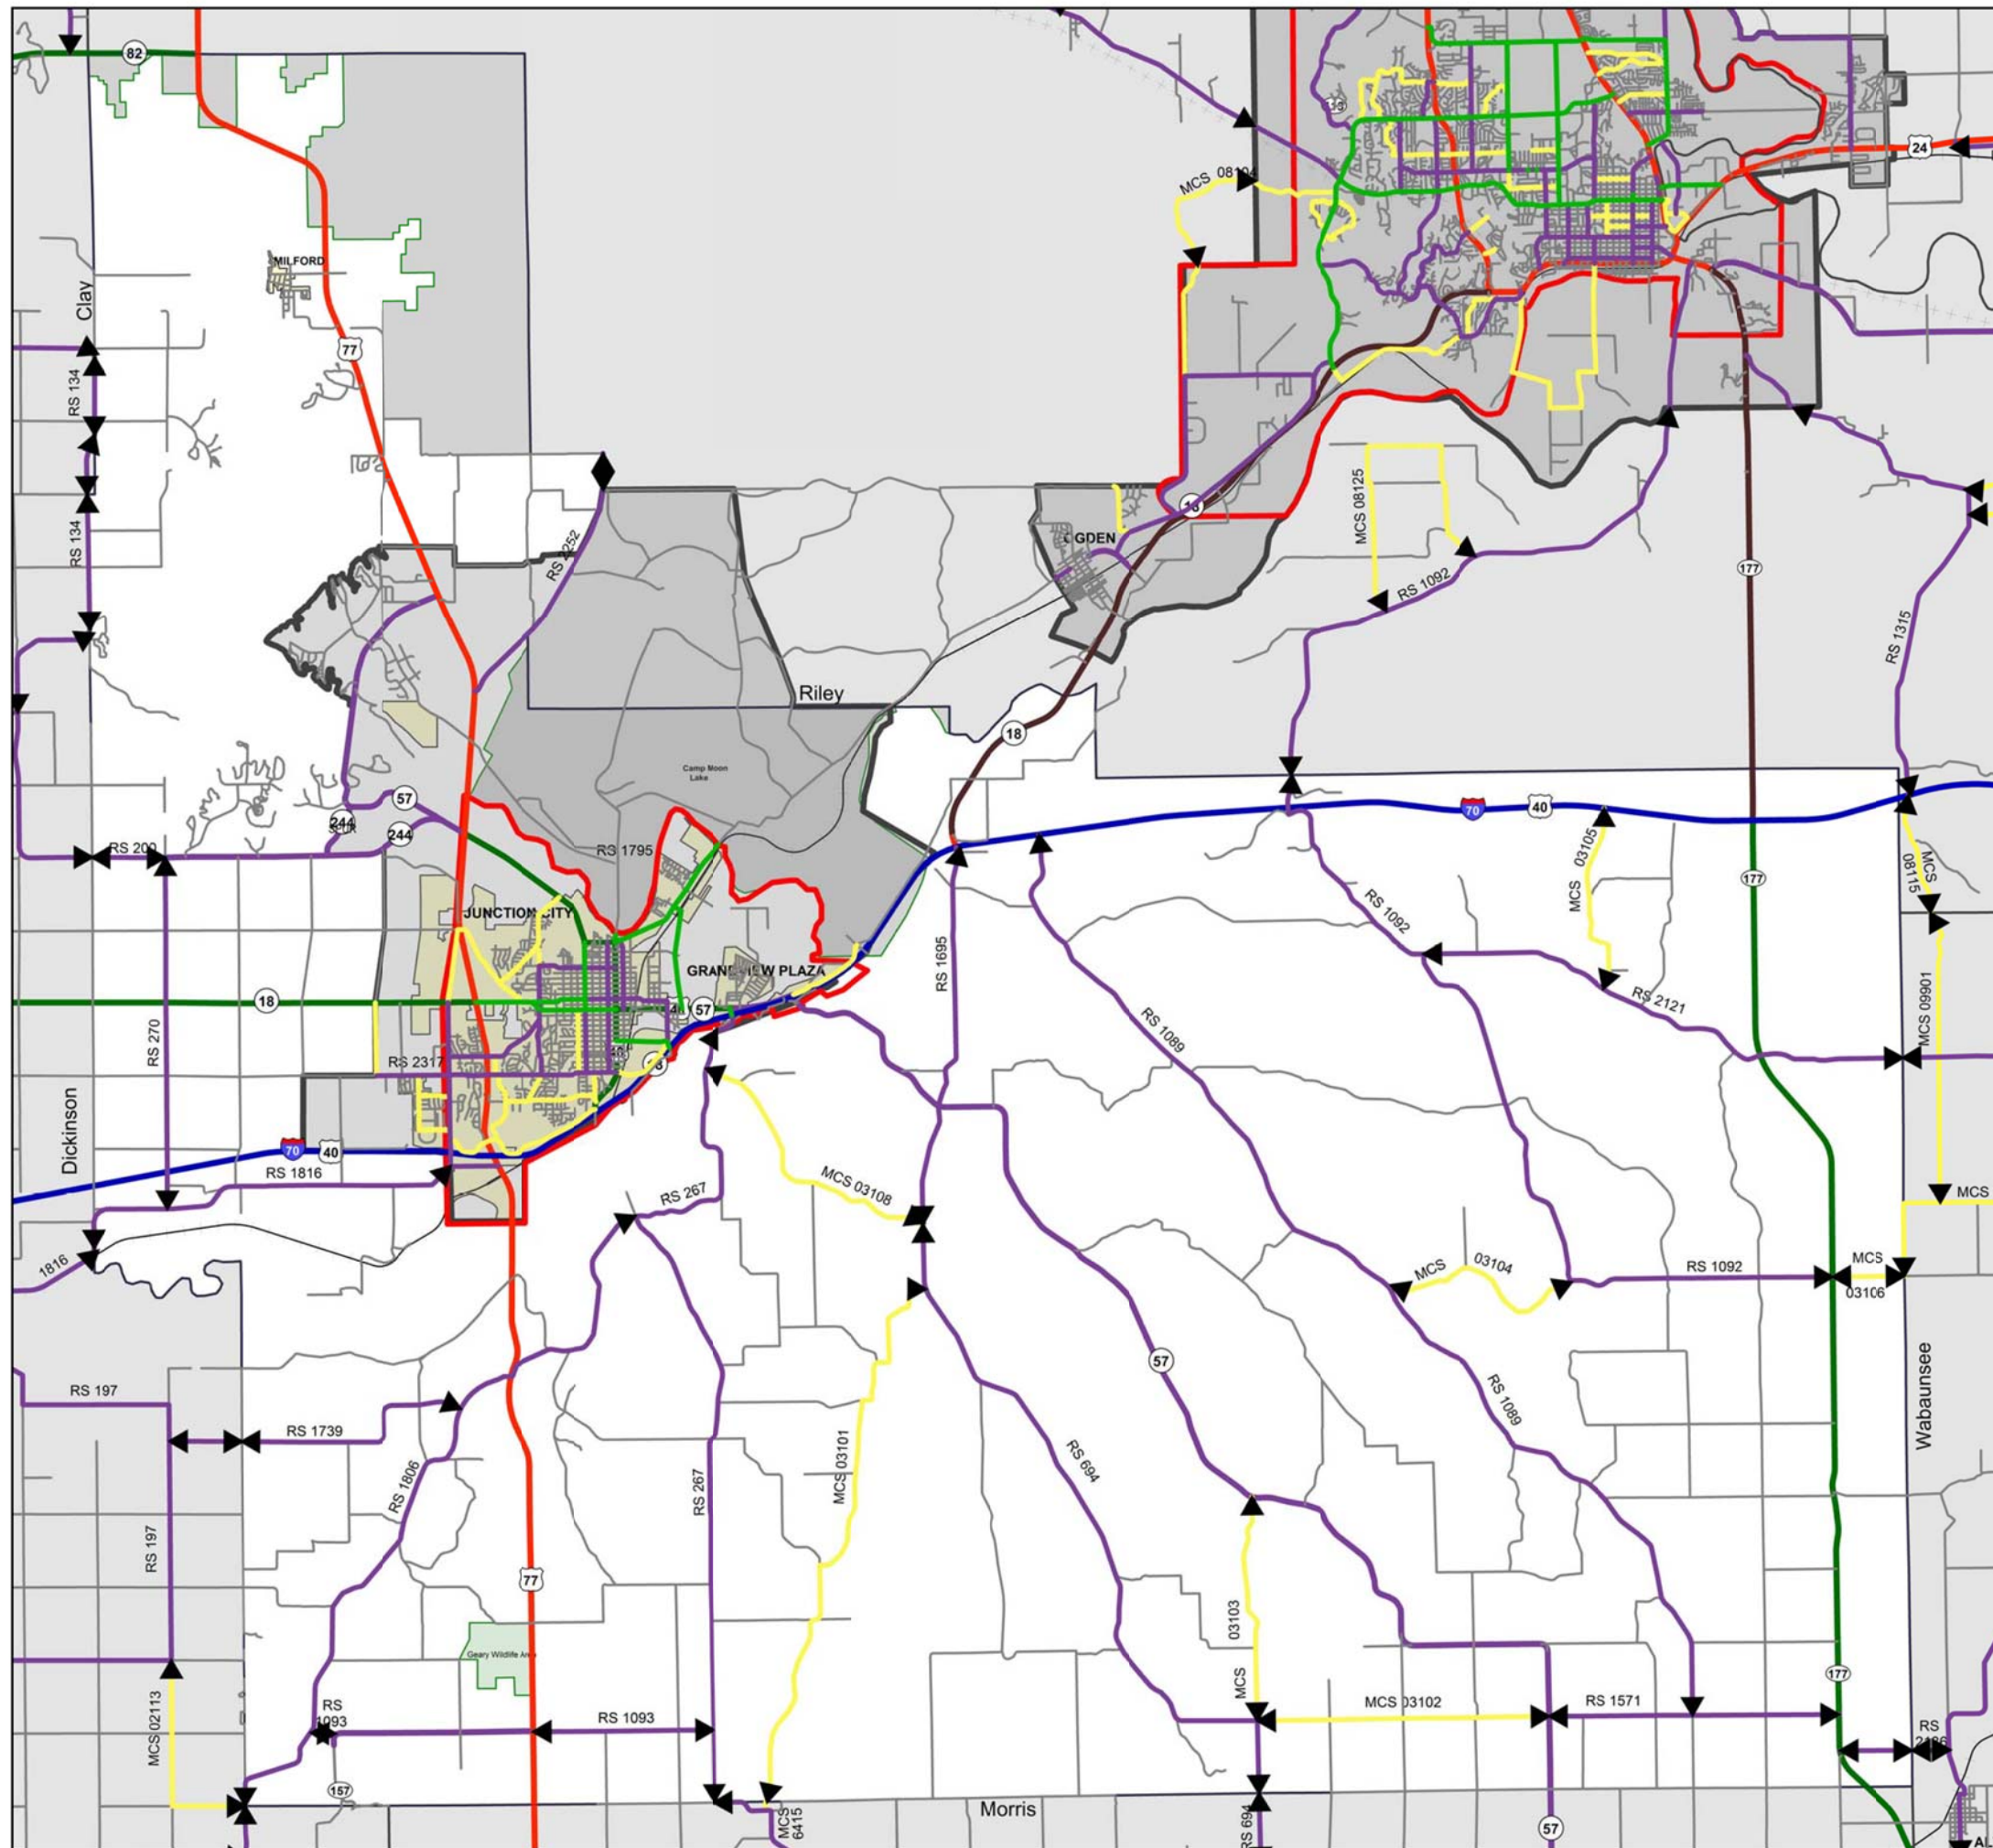 82
24
MCS 08104
MILFORD
Clay
77
RS 134
RS 134
RS 2252
MCS 08125
18
OGDEN
RS 1092
177
RS 1315
Riley
18
Camp Moon
Lake
57
244
SPUR
244
RS 200
RS 1795
70
40
MCS
03105
MCS
08115
177
RS 1092
JUNCTION CITY
GRANDVIEW PLAZA
RS 1695
18
57
RS 2121
MCS 09901
RS 270
RS 2317
RS 1089
Dickinson
70
40
RS 1816
MCS 03108
RS 267
MCS
1816
MCS
03104
RS 1092
MCS
03106
57
Wabaunsee
RS 197
RS 1739
RS 1089
RS 694
MCS 03101
RS 1806
RS 267
RS 197
77
03103
MCS
Geary Wildlife Area
177
MCS 02113
RS
1093
RS 1093
MCS 03102
RS 1571
RS
2186
157
Morris
MCS
6415
RS 694
57